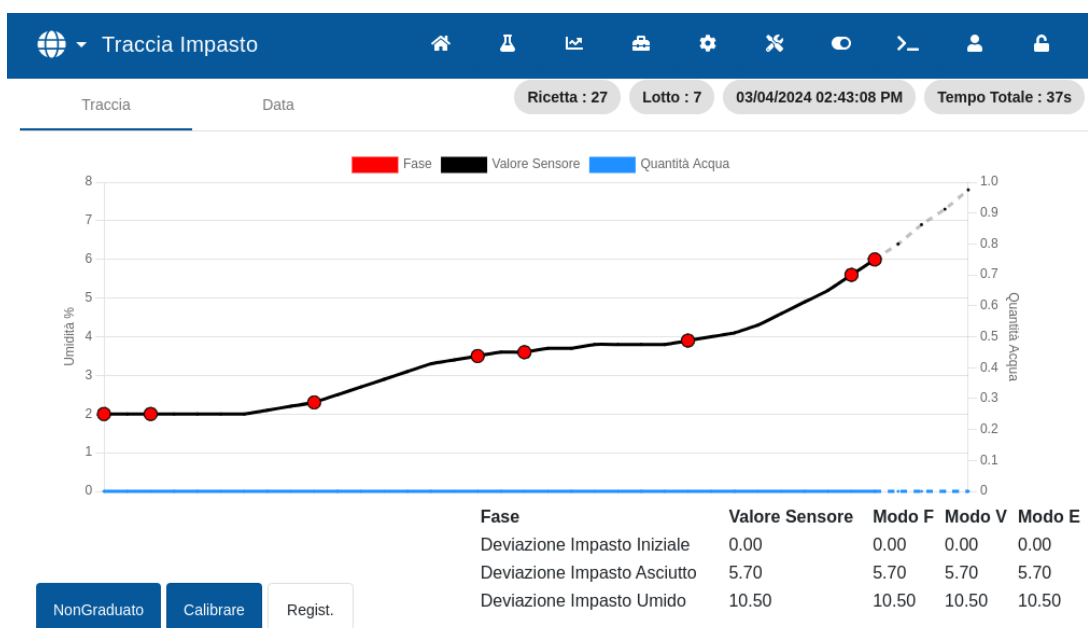 Traccia Impasto
Traccia Data Ricetta : 27 Lotto : 7 03/04/2024 02:43:08 PM Tempo Totale : 37s
Fase Valore Sensore Quantità Acqua
8 1.0
7 0.9
0.8
6 0.7
5 0.6
4 0.5
3 0.4
2 0.3
0.2
1 0.1
0 0
Umidità %
Quantità Acqua
Fase Valore Sensore Modo F Modo V Modo E
Deviazione Impasto Iniziale 0.00 0.00 0.00 0.00
Deviazione Impasto Asciutto 5.70 5.70 5.70 5.70
Deviazione Impasto Umido 10.50 10.50 10.50 10.50
NonGraduato Calibrare Regist.